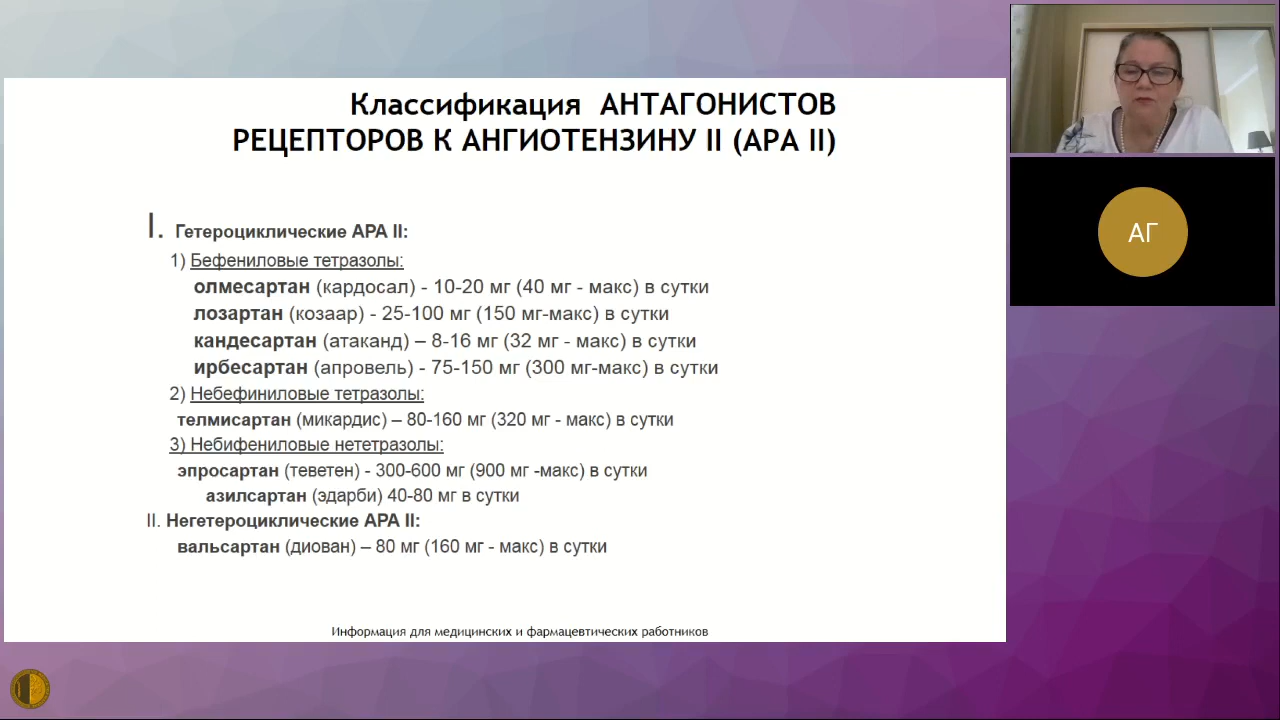 Классификация АНТАГОНИСТОВ
РЕЦЕПТОРОВ К АНГИОТЕНЗИНУ II (АРА II)
I. Гетероциклические АРА II:
1) Бефениловые тетразолы:
олмесартан (кардосал) - 10-20 мг (40 мг - макс) в сутки
лозартан (козаар) - 25-100 мг (150 мг-макс) в сутки
кандесартан (атаканд) – 8-16 мг (32 мг - макс) в сутки
ирбесартан (апровель) - 75-150 мг (300 мг-макс) в сутки
2) Небефиниловые тетразолы:
телмисартан (микардис) – 80-160 мг (320 мг - макс) в сутки
3) Небифениловые нететразолы:
эпросартан (теветен) - 300-600 мг (900 мг -макс) в сутки
азилсартан (эдарби) 40-80 мг в сутки
II. Негетероциклические АРА II:
вальсартан (диован) – 80 мг (160 мг - макс) в сутки
Информация для медицинских и фармацевтических работников
АГ